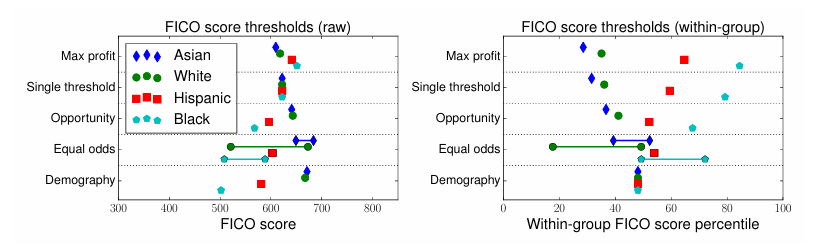 FICO score thresholds (raw)
Max profit
Single threshold
Opportunity
Equal odds
Demography
Asian
White
Hispanic
Black
300 400 500 600 700 800
FICO score
FICO score thresholds (within-group)
Max profit
Single threshold
Opportunity
Equal odds
Demography
0 20 40 60 80 100
Within-group FICO score percentile